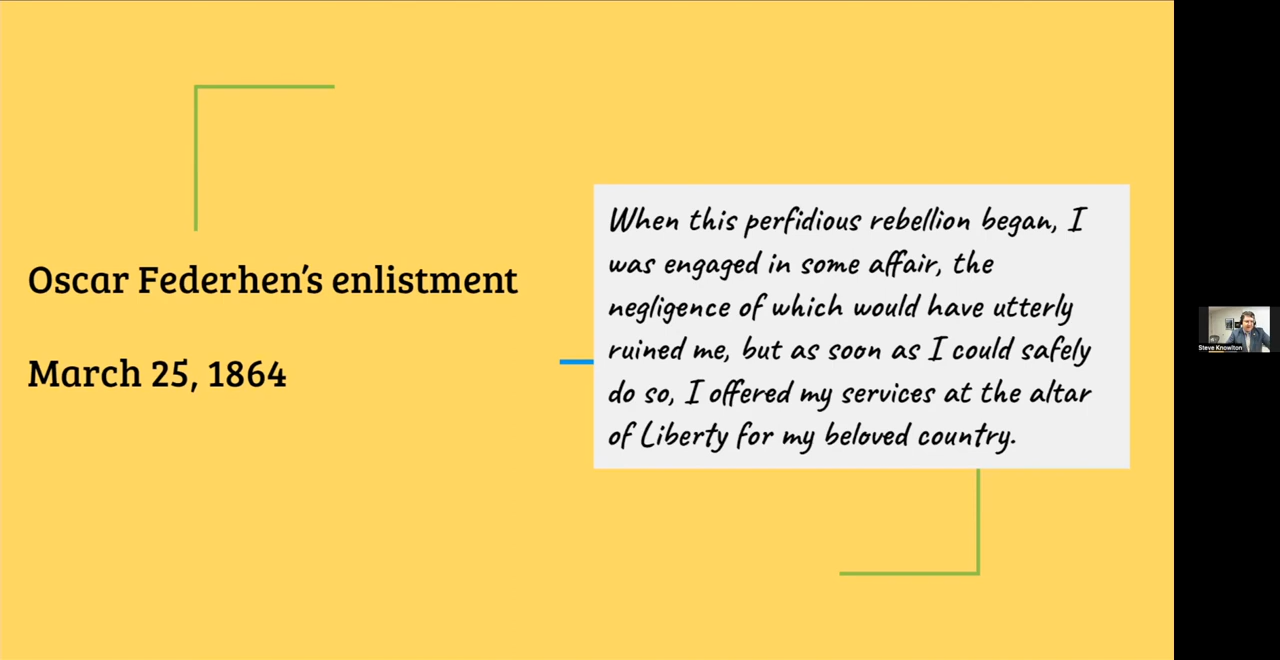 Oscar Federhen’s enlistment
March 25, 1864
When this perfidious rebellion began, I
was engaged in some affair, the
negligence of which would have utterly
ruined me, but as soon as I could safely
do so, I offered my services at the altar
of Liberty for my beloved country.
Steve Knowlton